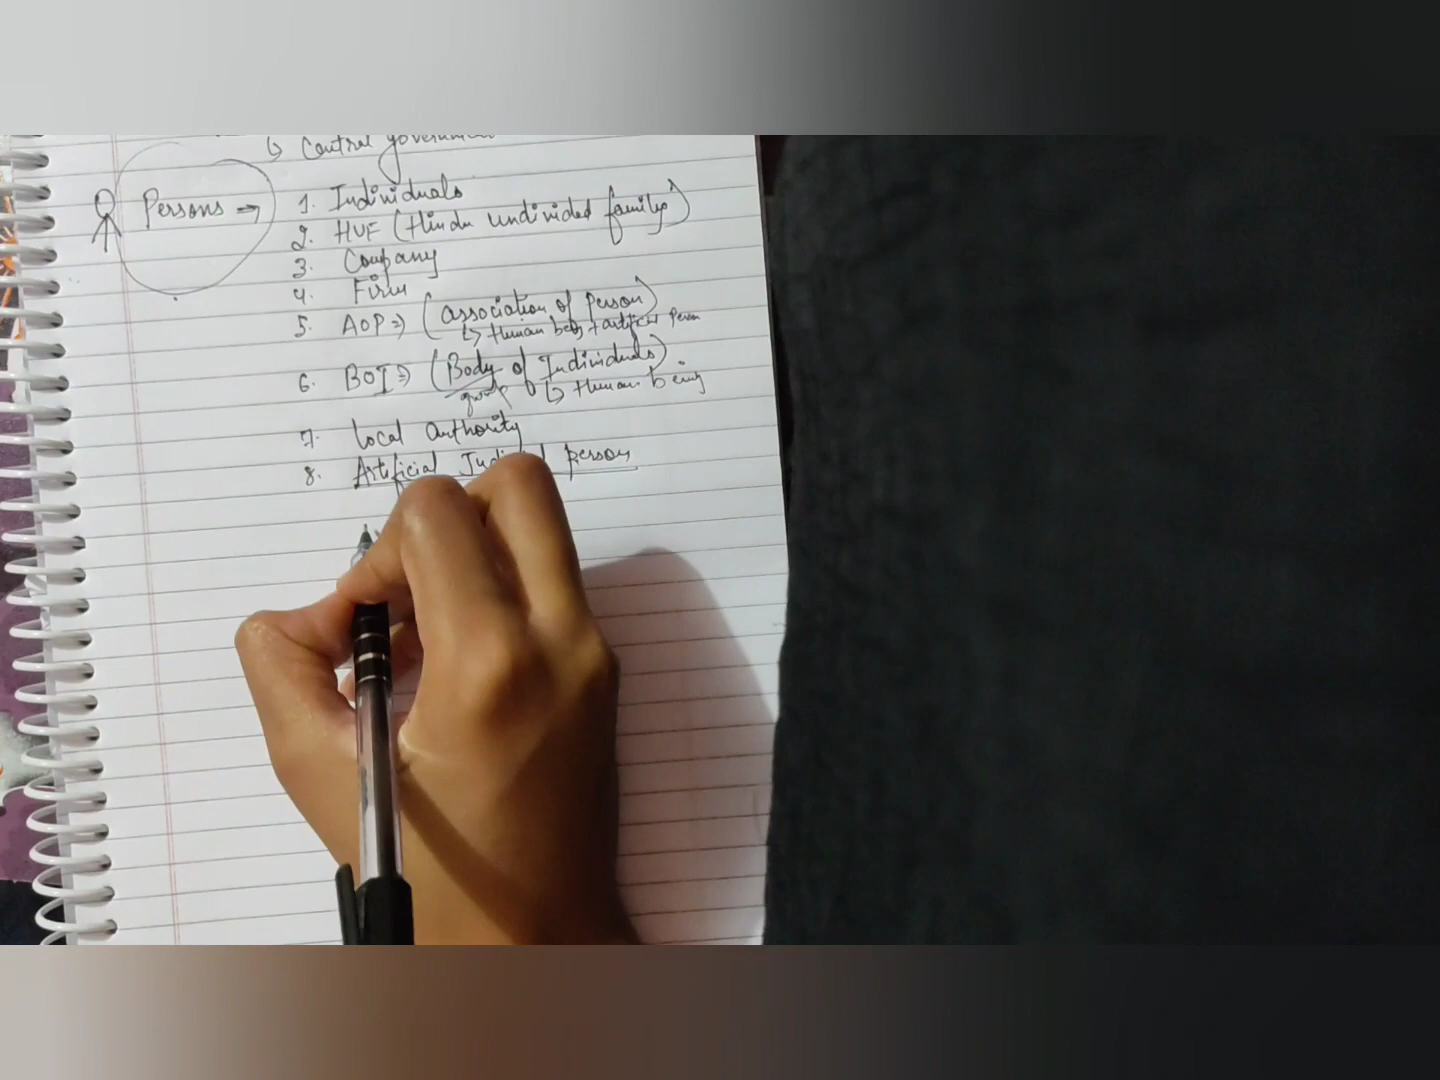 ↳ Central government
Persons →
1. Individuals
2. HUF (Hindu undivided family)
3. Company
4. Firm
5. AOP ⇒ (association of person)
↳ Human being + artificial person
6. BOI ⇒ (Body of Individuals).
group ↳ Human being
7. local authority
8. Artificial person